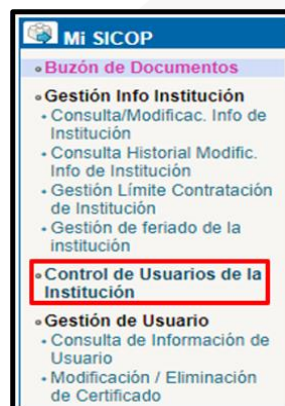 Mi SICOP
Buzón de Documentos
Gestión Info Institución
Consulta/Modificac. Info de
Institución
Consulta Historial Modific.
Info de Institución
Gestión Límite Contratación
de Institución
Gestión de feriado de la
institución
Control de Usuarios de la
Institución
Gestión de Usuario
Consulta de Información de
Usuario
Modificación / Eliminación
de Certificado